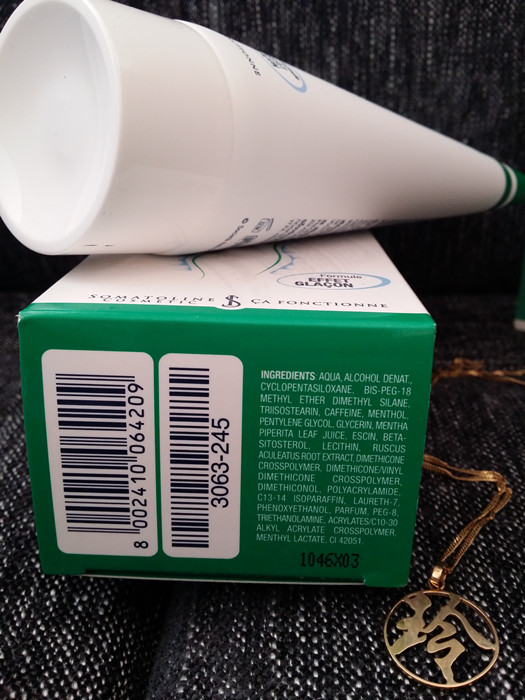 Formule
EFFET
GLAÇON
SOMATOLINE ÇA FONCTIONNE
COSMETIC
8 002410 064209
3063-245
INGREDIENTS: AQUA, ALCOHOL DENAT.,
CYCLOPENTASILOXANE, BIS-PEG-18
METHYL ETHER DIMETHYL SILANE,
TRIISOSTEARIN, CAFFEINE, MENTHOL,
PENTYLENE GLYCOL, GLYCERIN, MENTHA
PIPERITA LEAF JUICE, ESCIN, BETA-
SITOSTEROL, LECITHIN, RUSCUS
ACULEATUS ROOT EXTRACT, DIMETHICONE
CROSSPOLYMER, DIMETHICONE/VINYL
DIMETHICONE CROSSPOLYMER,
DIMETHICONOL, POLYACRYLAMIDE,
C13-14 ISOPARAFFIN, LAURETH-7,
PHENOXYETHANOL, PARFUM, PEG-8,
TRIETHANOLAMINE, ACRYLATES/C10-30
ALKYL ACRYLATE CROSSPOLYMER,
MENTHYL LACTATE, CI 42051.
1046X03
玲